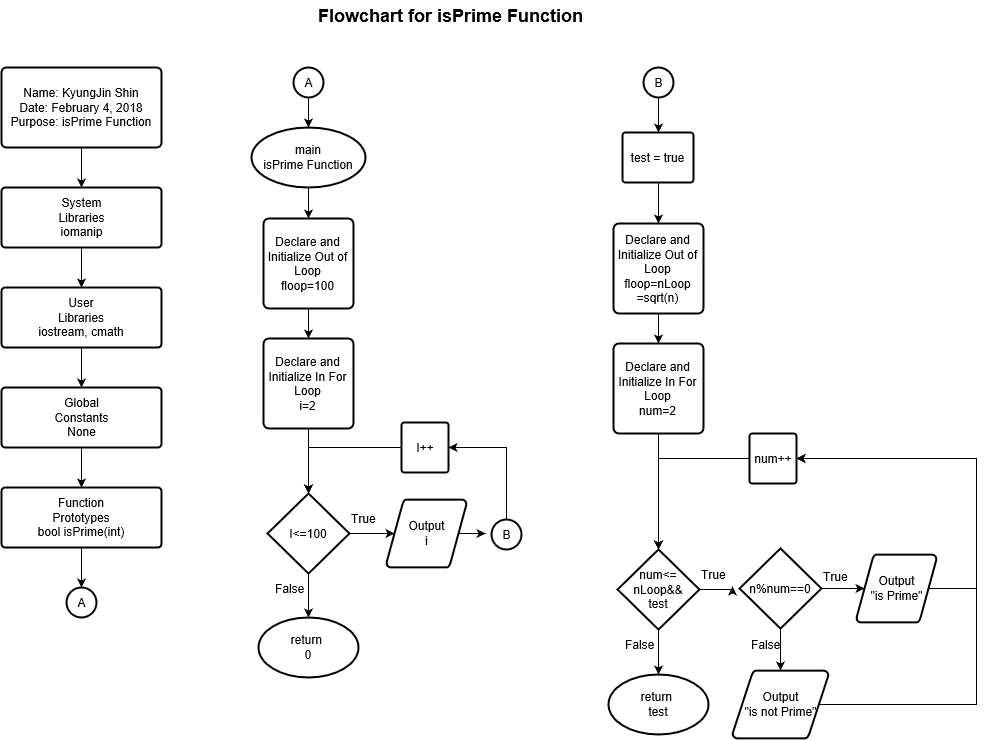 Flowchart for isPrime Function
Name: KyungJin Shin
Date: February 4, 2018
Purpose: isPrime Function
System
Libraries
iomanip
User
Libraries
iostream, cmath
Global
Constants
None
Function
Prototypes
bool isPrime(int)
A
A
main
isPrime Function
Declare and
Initialize Out of
Loop
floop=100
Declare and
Initialize In For
Loop
i=2
I++
I<=100
True
Output
i
B
False
return
0
B
test = true
Declare and
Initialize Out of
Loop
floop=nLoop
=sqrt(n)
Declare and
Initialize In For
Loop
num=2
num++
num<=
nLoop&&
test
True
n%num==0
True
Output
"is Prime"
False
return
test
False
Output
"is not Prime"